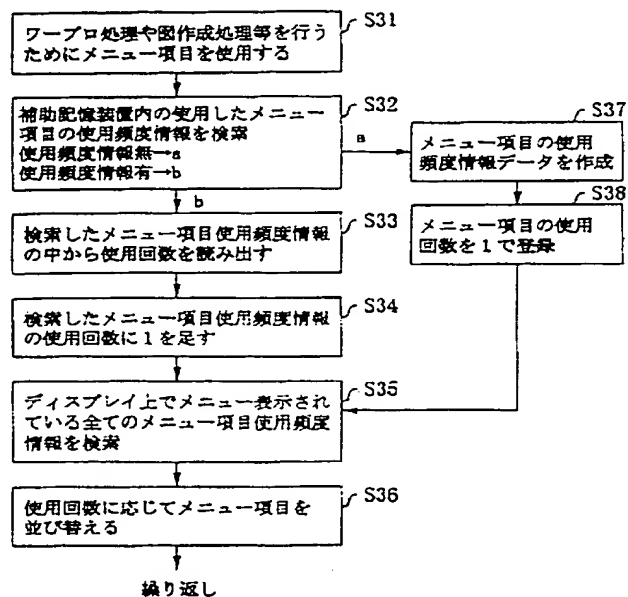 S31
ワープロ処理や図作成処理等を行う
ためにメニュー項目を使用する
S32
補助記憶装置内の使用したメニュー
項目の使用頻度情報を検索
使用頻度情報無→a
使用頻度情報有→b
a
S37
メニュー項目の使用
頻度情報データを作成
S38
メニュー項目の使用
回数を1で登録
b
S33
検索したメニュー項目使用頻度情報
の中から使用回数を読み出す
S34
検索したメニュー項目使用頻度情報
の使用回数に1を足す
S35
ディスプレイ上でメニュー表示され
ている全てのメニュー項目使用頻度
情報を検索
S36
使用回数に応じてメニュー項目を
並び替える
繰り返し